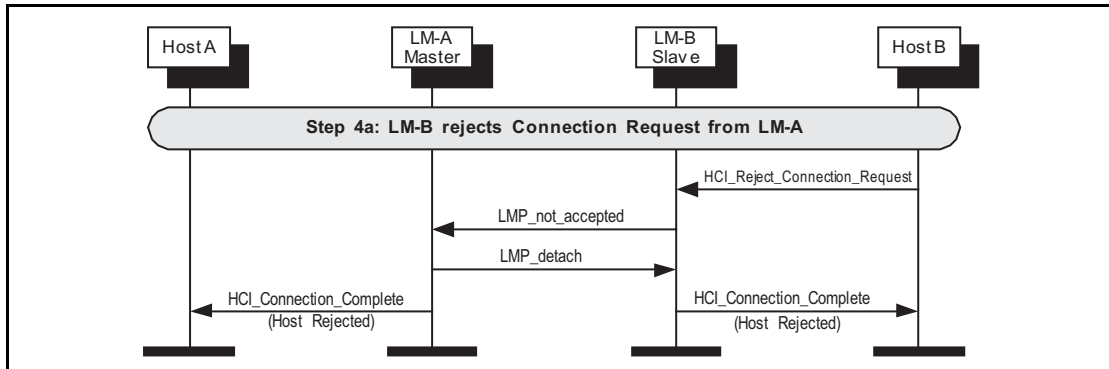 Host A
LM-A
Master
LM-B
Slave
Host B
Step 4a: LM-B rejects Connection Request from LM-A
HCI_Reject_Connection_Request
LMP_not_accepted
LMP_detach
HCI_Connection_Complete
(Host Rejected)
HCI_Connection_Complete
(Host Rejected)